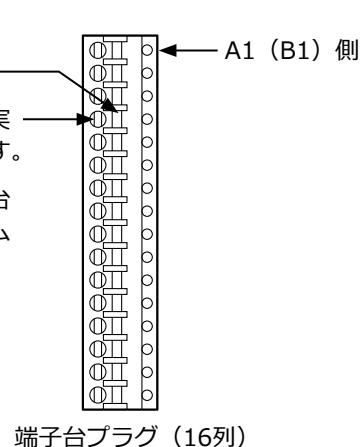 A1（B1）側
実
す。
台
ム
端子台プラグ（16列）